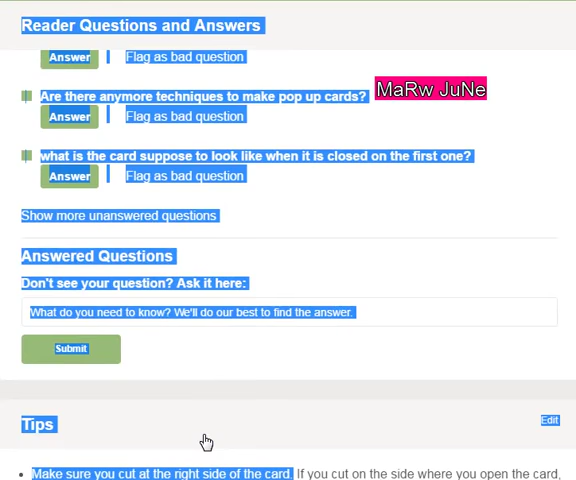 Reader Questions and Answers
Answer Flag as bad question
Are there anymore techniques to make pop up cards? MaRw JuNe
Answer Flag as bad question
what is the card suppose to look like when it is closed on the first one?
Answer Flag as bad question
Show more unanswered questions
Answered Questions
Don't see your question? Ask it here:
What do you need to know? We'll do our best to find the answer.
Submit
Tips Edit
Make sure you cut at the right side of the card. If you cut on the side where you open the card,